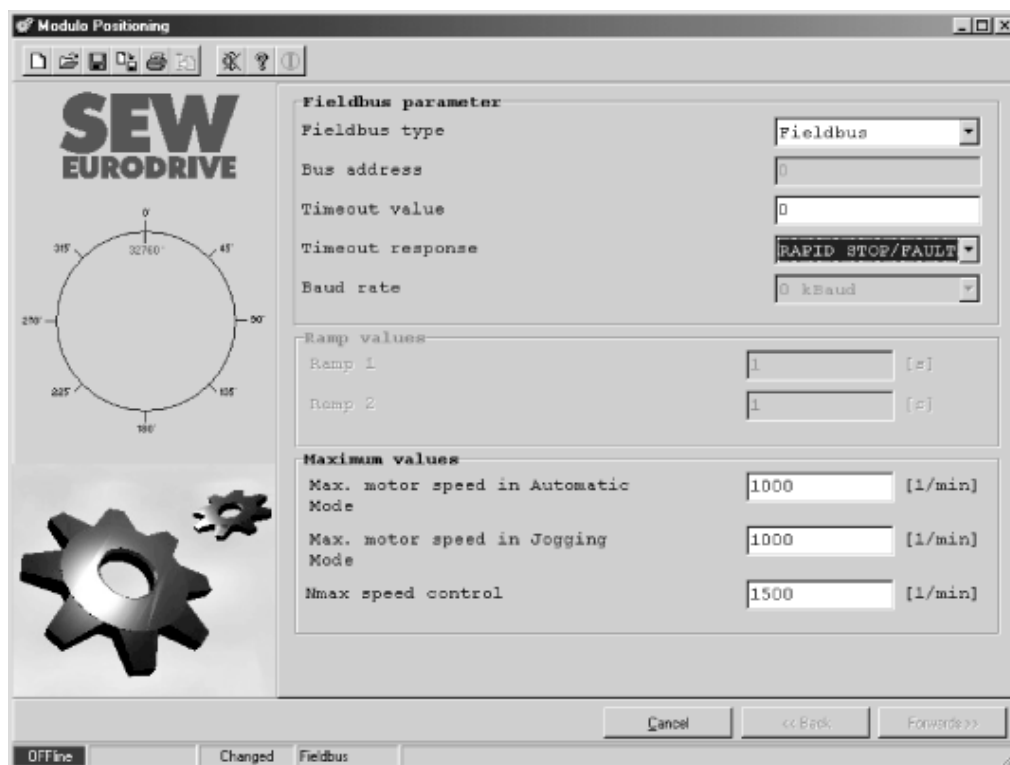 Modulo Positioning
SEW
EURODRIVE
0'
32760'
315'
45'
270'
90'
225'
135'
180'
Fieldbus parameter
Fieldbus type
Fieldbus
Bus address
0
Timeout value
0
Timeout response
RAPID STOP/FAULT
Baud rate
0 kBaud
Ramp values
Ramp 1
1
[s]
Ramp 2
1
[s]
Maximum values
Max. motor speed in Automatic
Mode
1000
[1/min]
Max. motor speed in Jogging
Mode
1000
[1/min]
Nmax speed control
1500
[1/min]
Cancel
<< Back
Forwards >>
OFFline
Changed
Fieldbus